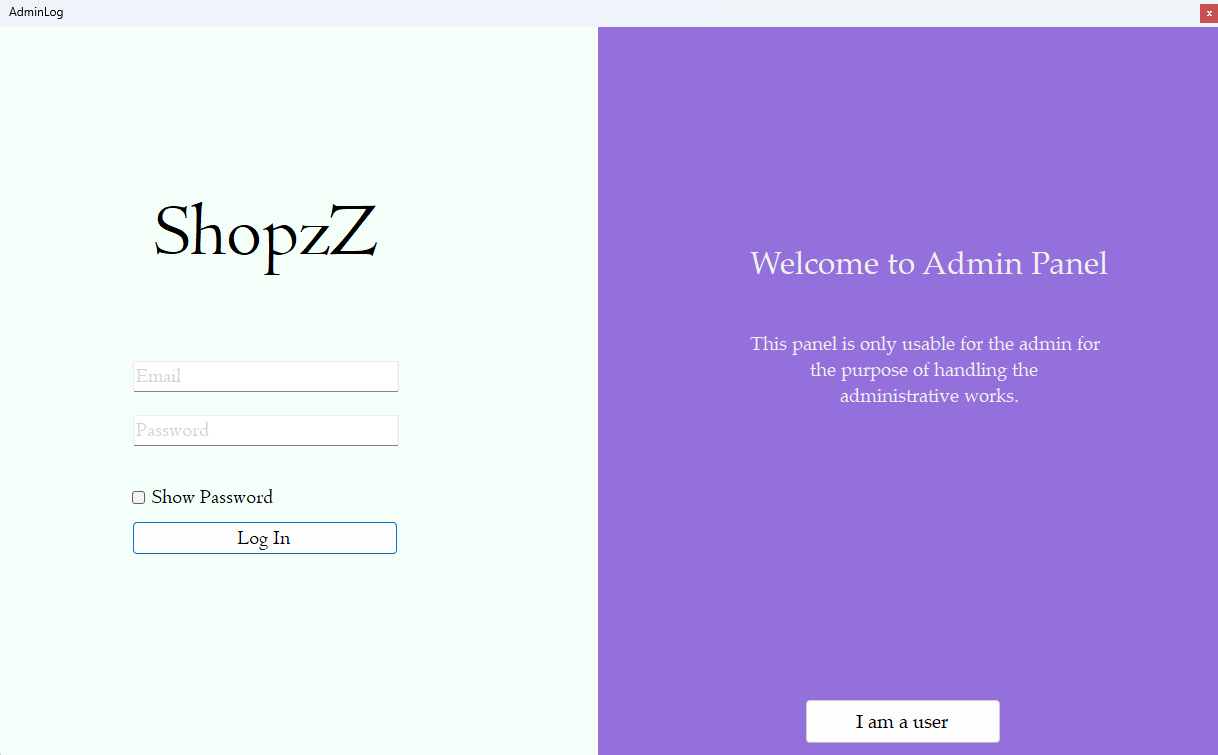 AdminLog
x
ShopzZ
Email
Password
Show Password
Log In
Welcome to Admin Panel
This panel is only usable for the admin for
the purpose of handling the
administrative works.
I am a user